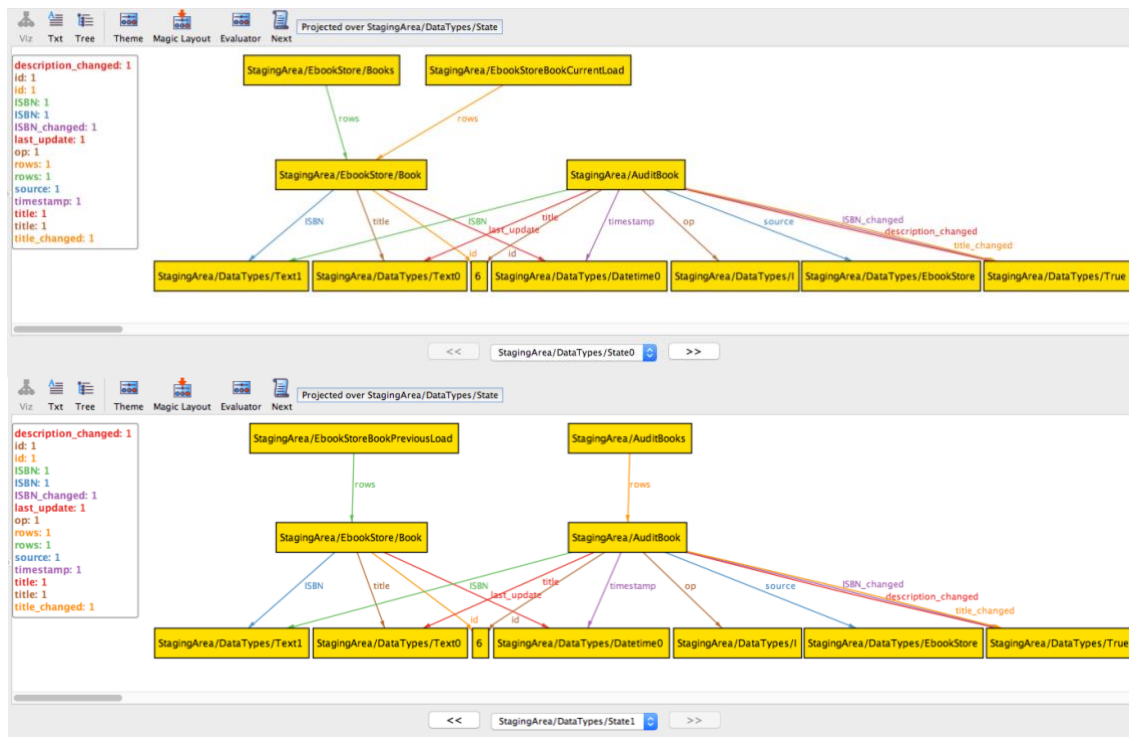 Viz Txt Tree Theme Magic Layout Evaluator Next Projected over StagingArea/DataTypes/State
description_changed: 1
id: 1
id: 1
ISBN: 1
ISBN: 1
ISBN_changed: 1
last_update: 1
op: 1
rows: 1
rows: 1
source: 1
timestamp: 1
title: 1
title: 1
title_changed: 1
StagingArea/EbookStore/Books StagingArea/EbookStoreBookCurrentLoad
rows rows
StagingArea/EbookStore/Book StagingArea/AuditBook
ISBN title ISBN title timestamp op source ISBN_changed
last_update description_changed
id id title_changed
StagingArea/DataTypes/Text1 StagingArea/DataTypes/Text0 6 StagingArea/DataTypes/Datetime0 StagingArea/DataTypes/I StagingArea/DataTypes/EbookStore StagingArea/DataTypes/True
<< StagingArea/DataTypes/State0 >>
Viz Txt Tree Theme Magic Layout Evaluator Next Projected over StagingArea/DataTypes/State
description_changed: 1
id: 1
id: 1
ISBN: 1
ISBN: 1
ISBN_changed: 1
last_update: 1
op: 1
rows: 1
rows: 1
source: 1
timestamp: 1
title: 1
title: 1
title_changed: 1
StagingArea/EbookStoreBookPreviousLoad StagingArea/AuditBooks
rows rows
StagingArea/EbookStore/Book StagingArea/AuditBook
ISBN title ISBN title timestamp op source ISBN_changed
last_update description_changed
id id title_changed
StagingArea/DataTypes/Text1 StagingArea/DataTypes/Text0 6 StagingArea/DataTypes/Datetime0 StagingArea/DataTypes/I StagingArea/DataTypes/EbookStore StagingArea/DataTypes/True
<< StagingArea/DataTypes/State1 >>